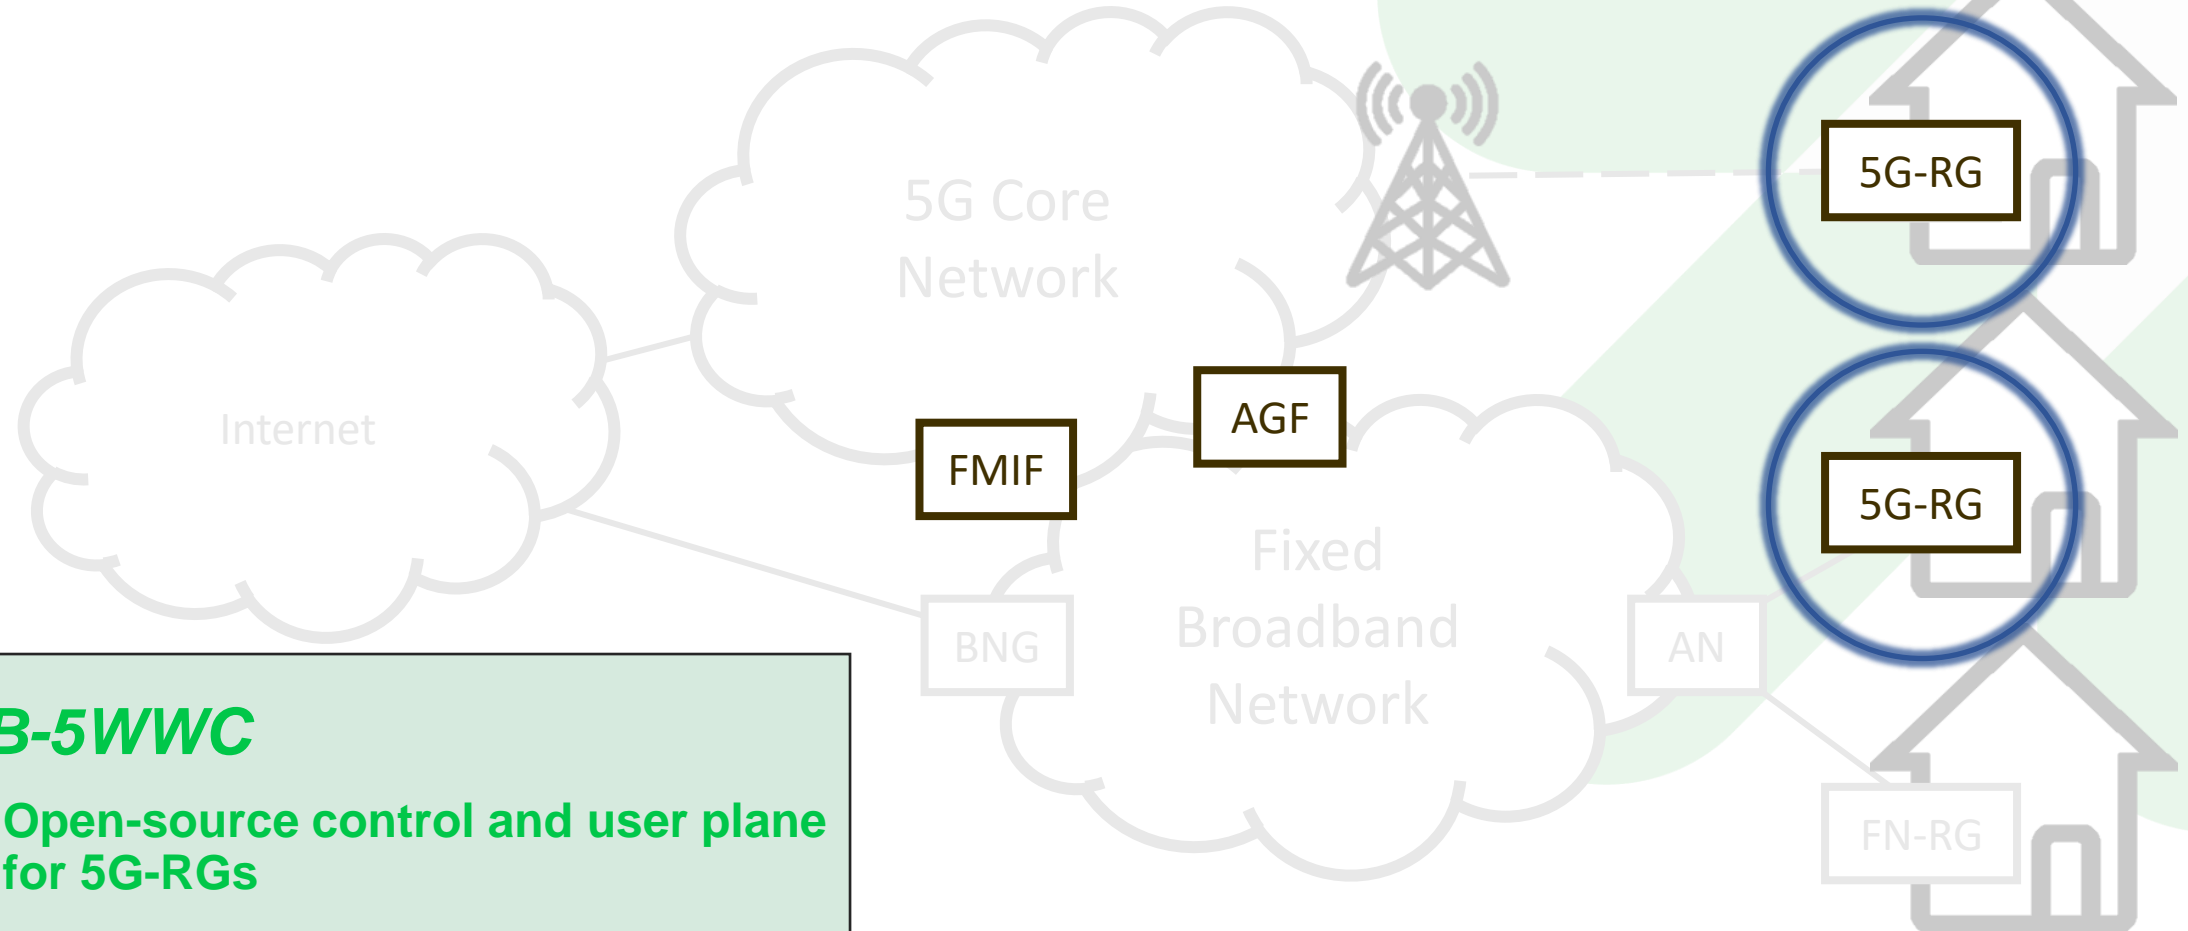 5G Core
Network
5G-RG
Internet
AGF
FMIF
5G-RG
Fixed
Broadband
Network
BNG
AN
FN-RG
B-5WWC
Open-source control and user plane
for 5G-RGs